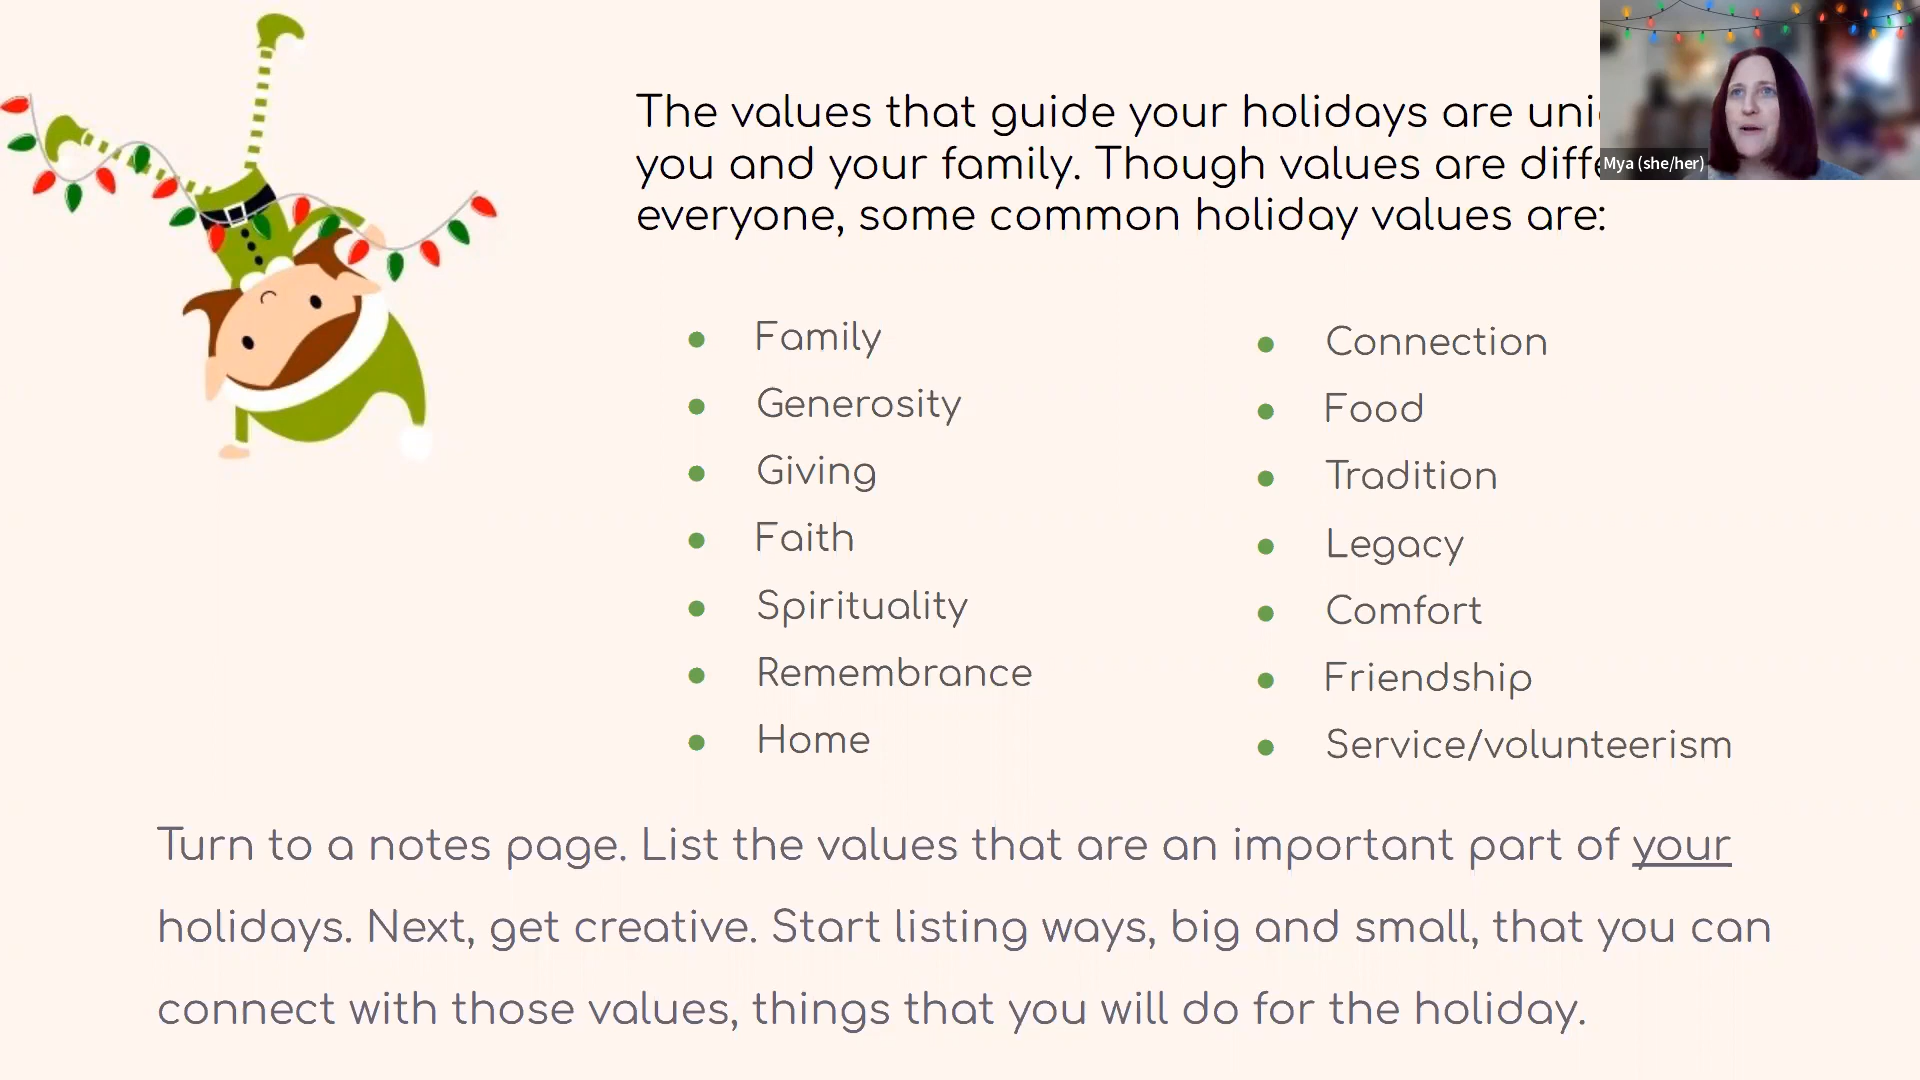 The values that guide your holidays are
you and your family. Though values are
everyone, some common holiday values are:
Mya (she/her)
Family
Generosity
Giving
Faith
Spirituality
Remembrance
Home
Connection
Food
Tradition
Legacy
Comfort
Friendship
Service/volunteerism
Turn to a notes page. List the values that are an important part of your
holidays. Next, get creative. Start listing ways, big and small, that you can
connect with those values, things that you will do for the holiday.